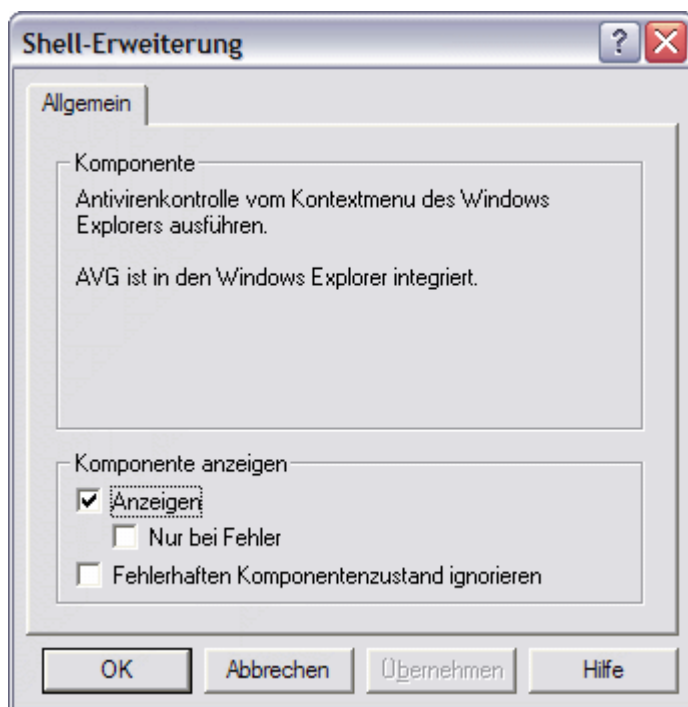 Shell-Erweiterung
Allgemein
Komponente
Antivirenkontrolle vom Kontextmenu des Windows
Explorers ausführen.
AVG ist in den Windows Explorer integriert.
Komponente anzeigen
Anzeigen
Nur bei Fehler
Fehlerhaften Komponentenzustand ignorieren
OK Abbrechen Übernehmen Hilfe